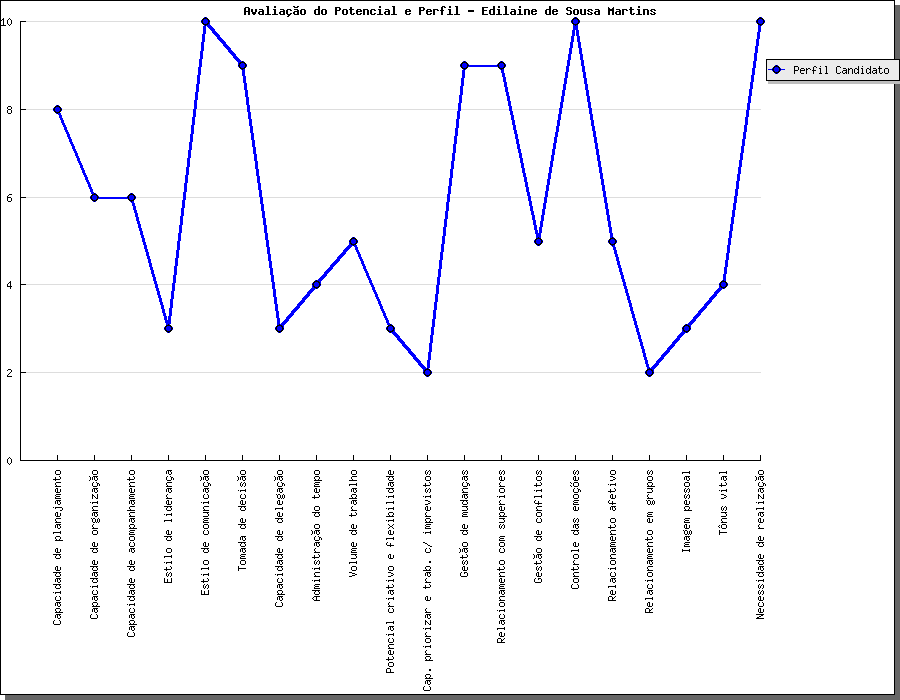 Avaliação do Potencial e Perfil - Edilaine de Sousa Martins
10
8
6
4
2
0
Perfil Candidato
Capacidade de planejamento
Capacidade de organização
Capacidade de acompanhamento
Estilo de liderança
Estilo de comunicação
Tomada de decisão
Capacidade de delegação
Administração do tempo
Volume de trabalho
Potencial criativo e flexibilidade
Cap. priorizar e trab. c/ imprevistos
Gestão de mudanças
Relacionamento com superiores
Gestão de conflitos
Controle das emoções
Relacionamento afetivo
Relacionamento em grupos
Imagem pessoal
Tônus vital
Necessidade de realização